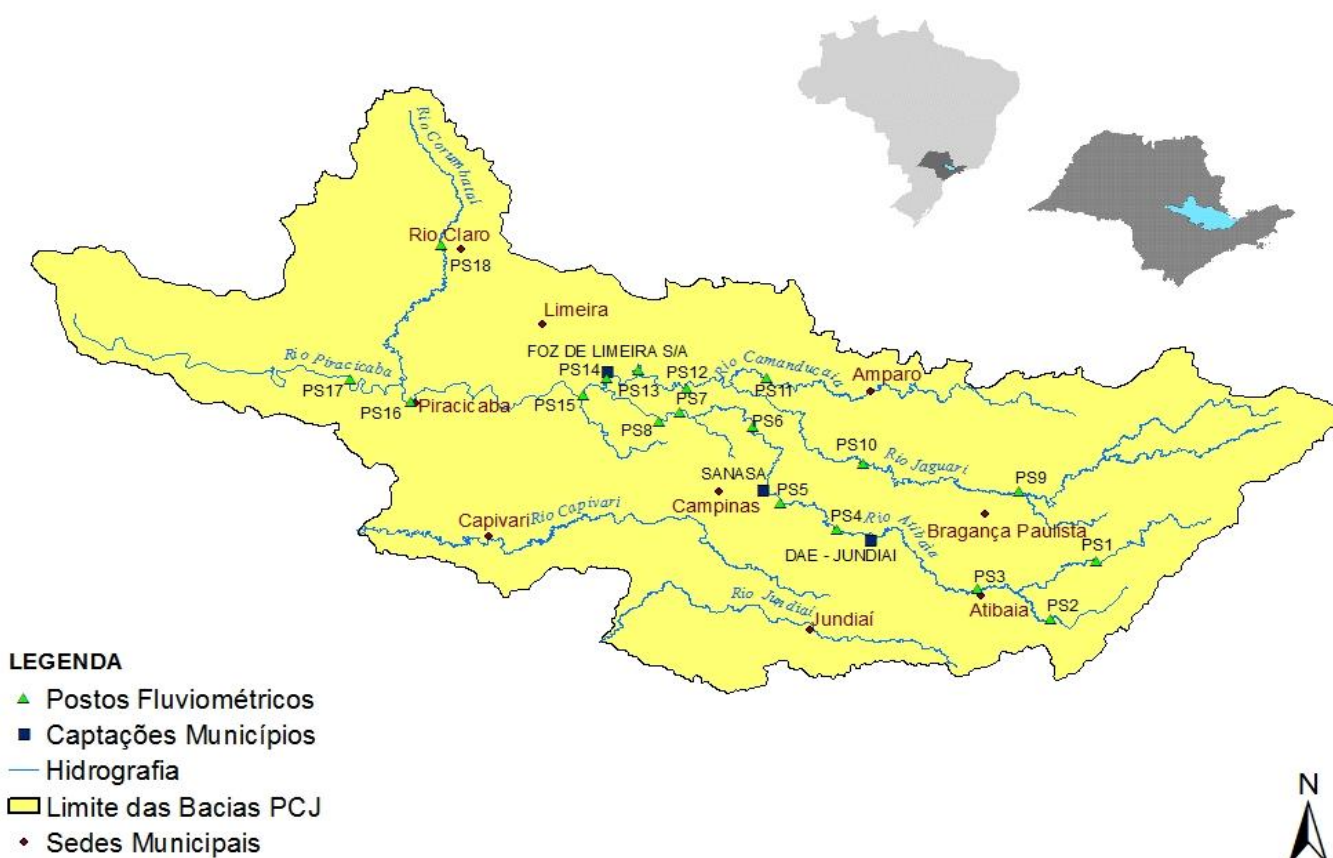 Rio Corumbataí
Rio Claro
PS18
Limeira
FOZ DE LIMEIRA S/A
Rio Piracicaba
PS14
PS12
Rio Camanducaia
Amparo
PS17
PS13
PS11
PS16
Piracicaba
PS15
PS7
PS8
PS6
PS10
Rio Jaguari
PS9
SANASA
PS5
Campinas
Capivari
Rio Capivari
PS4
Rio Atibaia
Bragança Paulista
DAE - JUNDIAI
PS1
PS3
Rio Jundiaí
Atibaia
PS2
Jundiaí
LEGENDA
Postos Fluviométricos
Captações Municípios
Hidrografia
Limite das Bacias PCJ
Sedes Municipais
N